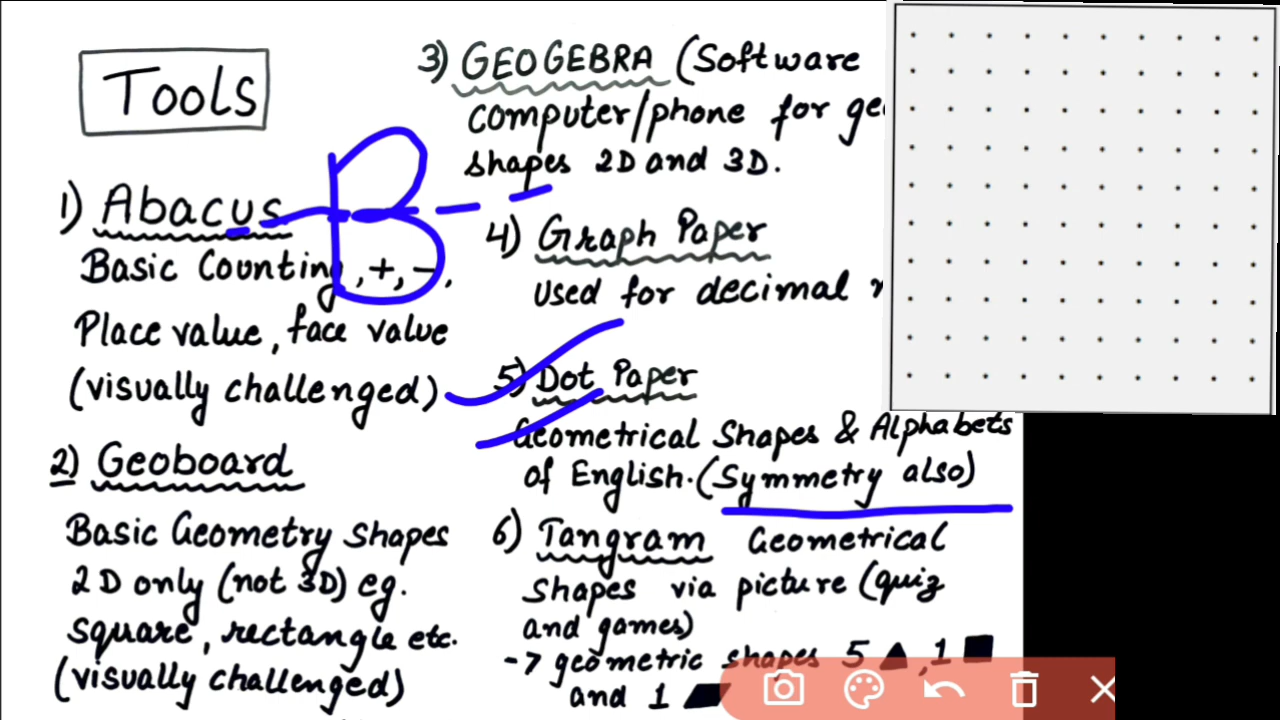 Tools
1) Abacus
Basic Counting, +, -,
Place value, face value
(visually challenged)
2) Geoboard
Basic Geometry shapes
2D only (not 3D) eg.
square, rectangle etc.
(visually challenged)
3) GEOGEBRA (Software
computer/phone for
shapes 2D and 3D.
4) Graph Paper
used for decimal
5) Dot Paper
Geometrical Shapes & Alphabets
of English. (Symmetry also)
6) Tangram Geometrical
shapes via picture (quiz
and games)
-7 geometric shapes 5 ▲, 1 ■
and 1 ▰
B